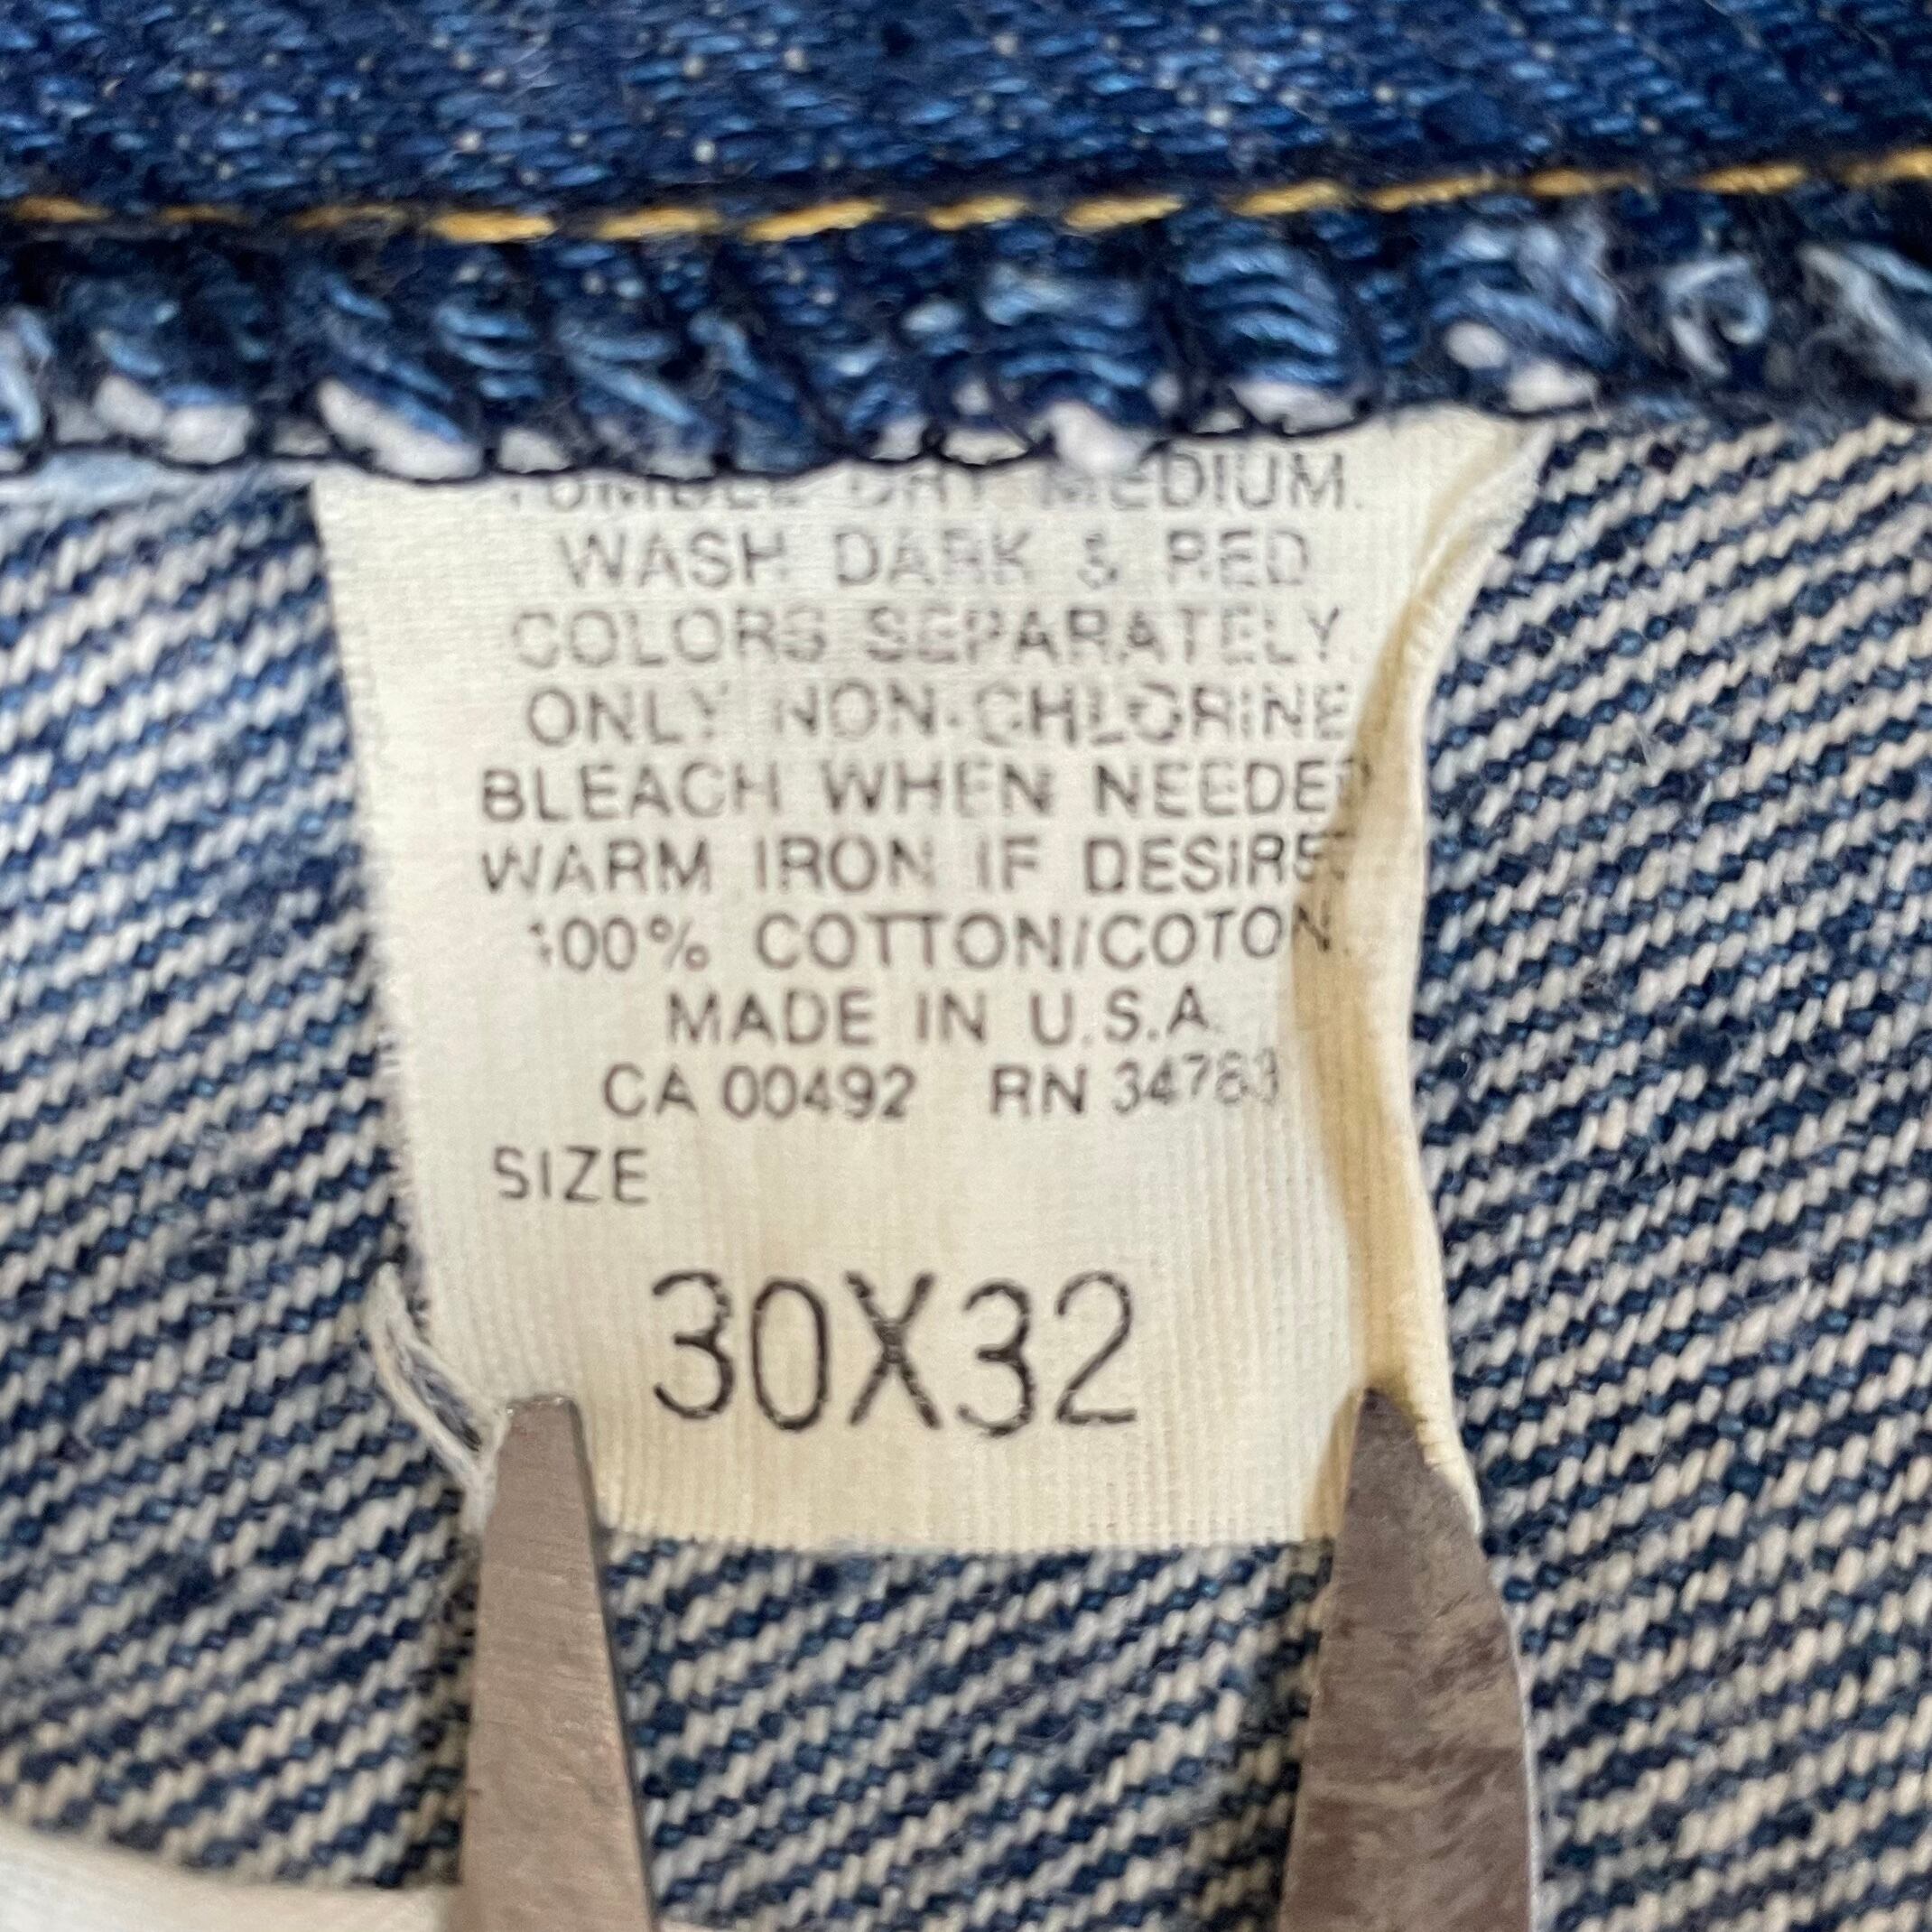 TUMBLE DRY MEDIUM.
WASH DARK & RED
COLORS SEPARATELY.
ONLY NON-CHLORINE
BLEACH WHEN NEEDED
WARM IRON IF DESIRE
100% COTTON/COTON
MADE IN U.S.A.
CA 00492 RN 34783
SIZE
30X32